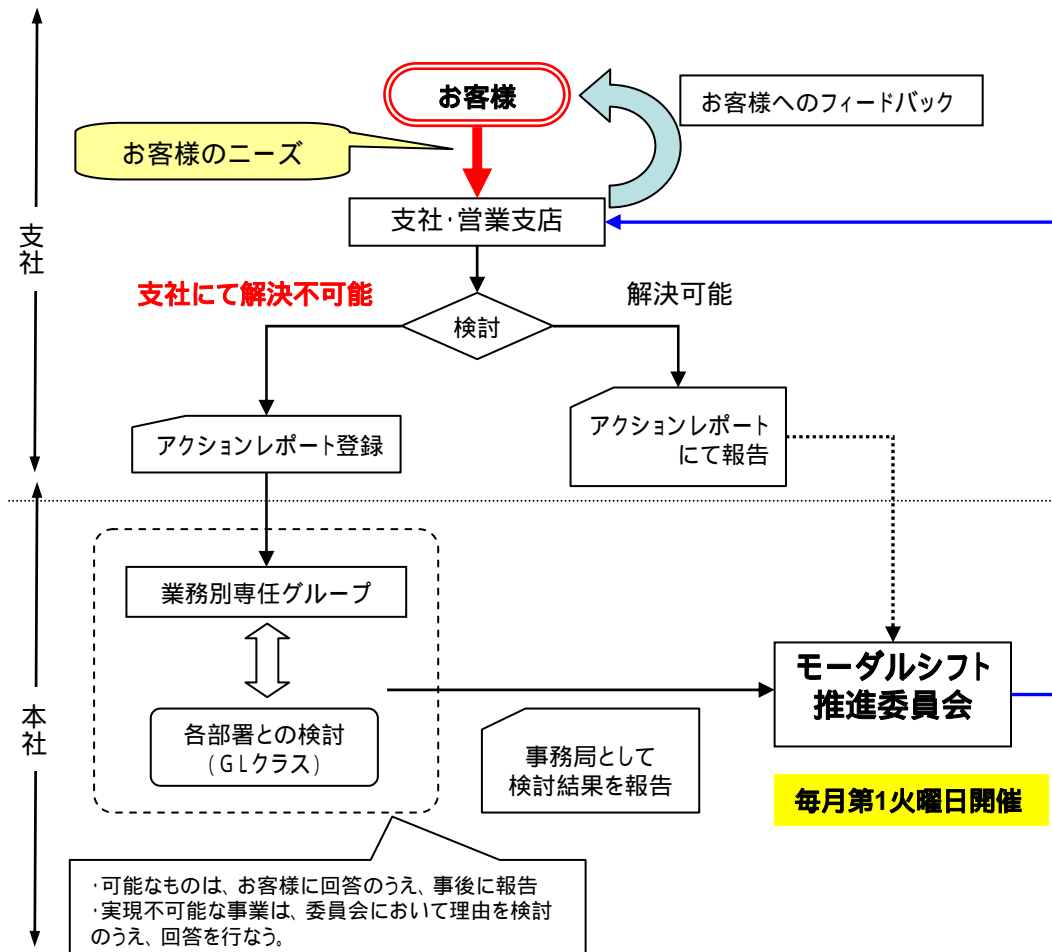 お客様
お客様へのフィードバック
お客様のニーズ
支社・営業支店
支社
支社にて解決不可能
解決可能
検討
アクションレポート登録
アクションレポート
にて報告
業務別専任グループ
モーダルシフト
推進委員会
本社
各部署との検討
(GLクラス)
事務局として
検討結果を報告
毎月第1火曜日開催
・可能なものは、お客様に回答のうえ、事後に報告
・実現不可能な事業は、委員会において理由を検討
のうえ、回答を行なう。